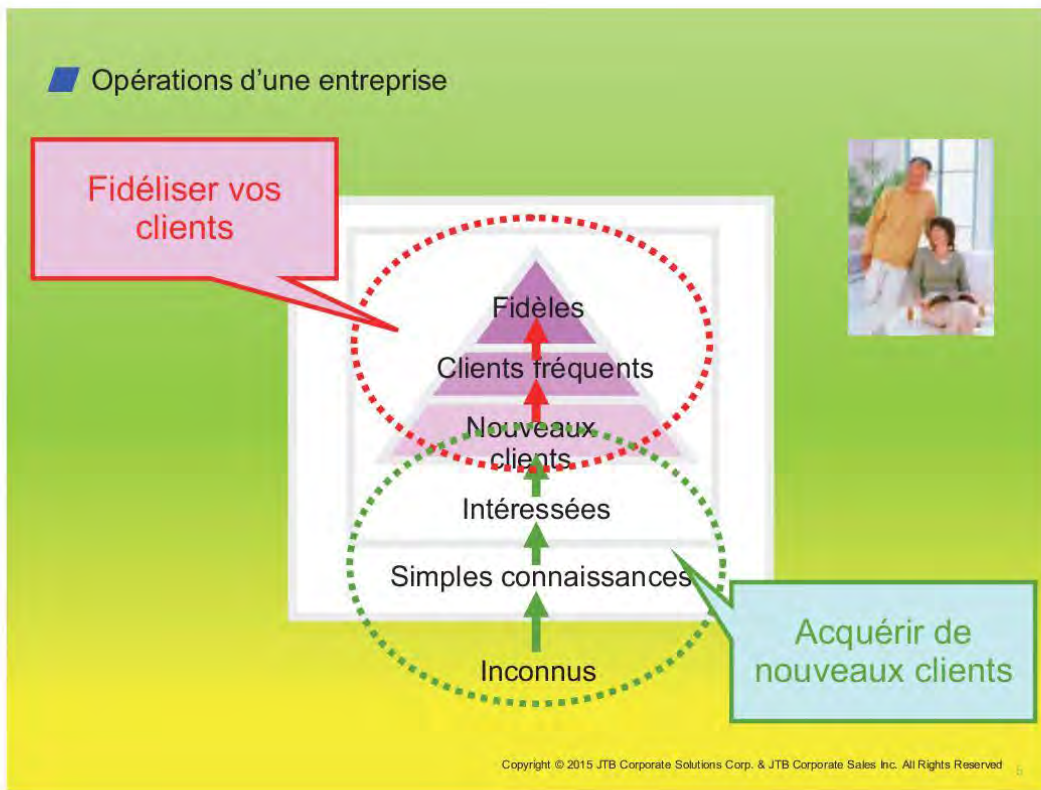 Opérations d'une entreprise
Fidéliser vos
clients
Fidèles
Clients fréquents
Nouveaux
clients
Intéressées
Simples connaissances
Inconnus
Acquérir de
nouveaux clients
Copyright © 2015 JTB Corporate Solutions Corp. & JTB Corporate Sales Inc. All Rights Reserved